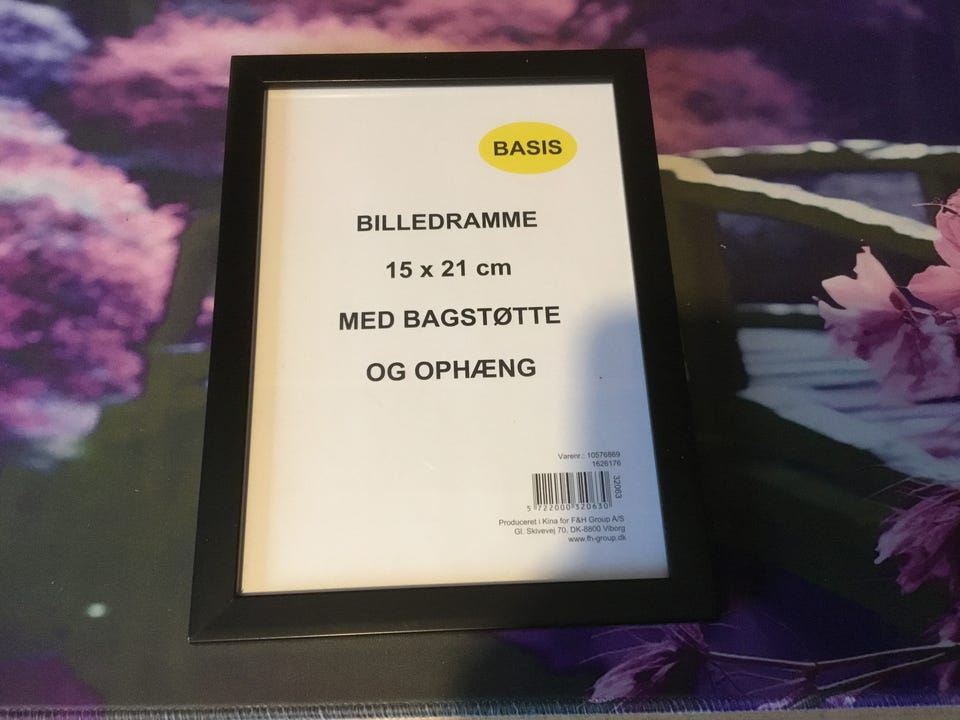 BASIS
BILLEDRAMME
15 x 21 cm
MED BAGSTØTTE
OG OPHÆNG
Varenr.: 10576869
1626176
32063
5 722000 320630
Produceret i Kina for F&H Group A/S
Gl. Skivevej 70, DK-8800 Viborg
www.fh-group.dk